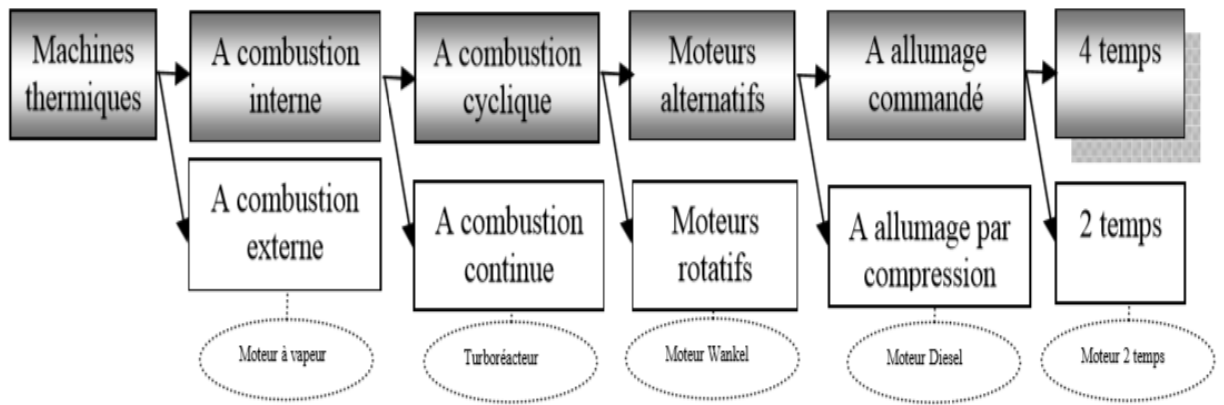 Machines
thermiques
A combustion
interne
A combustion
cyclique
Moteurs
alternatifs
A allumage
commandé
4 temps
A combustion
externe
A combustion
continue
Moteurs
rotatifs
A allumage par
compression
2 temps
Moteur à vapeur
Turboréacteur
Moteur Wankel
Moteur Diesel
Moteur 2 temps